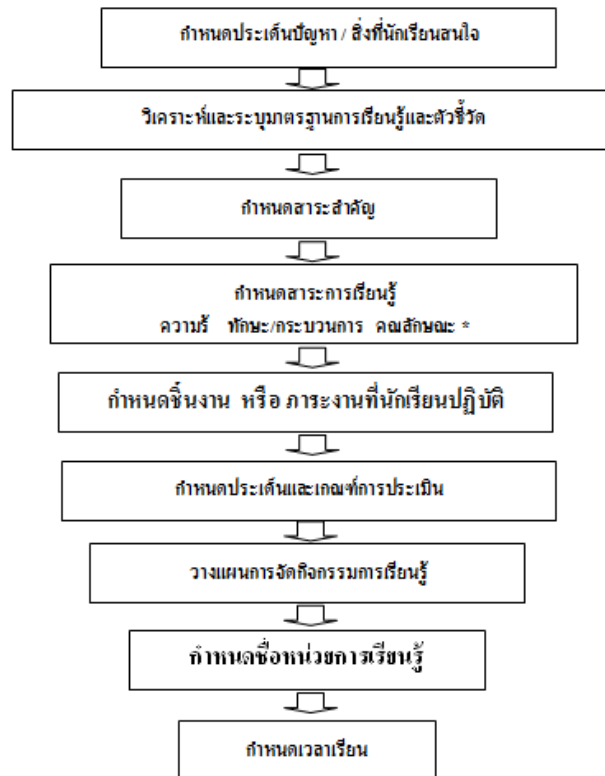 กำหนดประเด็นปัญหา / สิ่งที่นักเรียนสนใจ
วิเคราะห์และระบุมาตรฐานการเรียนรู้และตัวชี้วัด
กำหนดสาระสำคัญ
กำหนดสาระการเรียนรู้
ความรู้ ทักษะ/กระบวนการ คุณลักษณะ *
กำหนดชิ้นงาน หรือ ภาระงานที่นักเรียนปฏิบัติ
กำหนดประเด็นและเกณฑ์การประเมิน
วางแผนการจัดกิจกรรมการเรียนรู้
กำหนดชื่อหน่วยการเรียนรู้
กำหนดเวลาเรียน